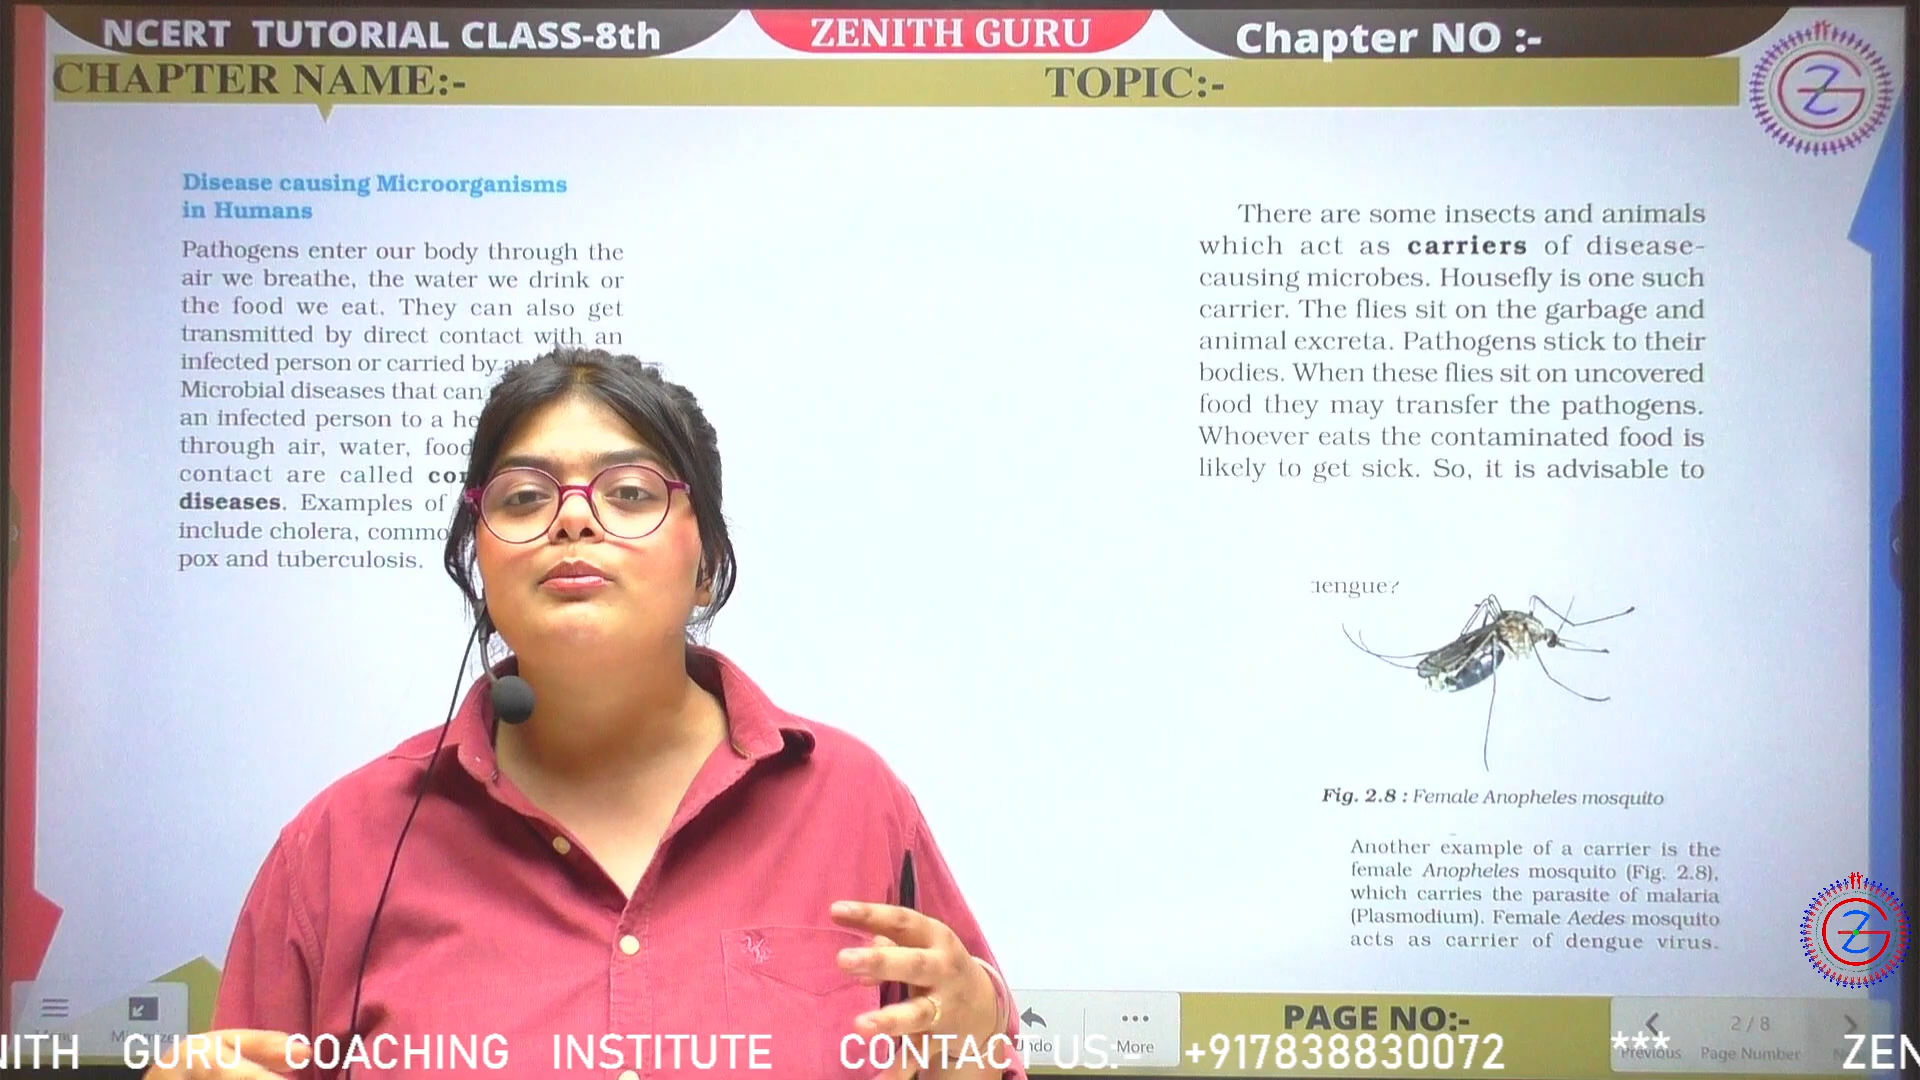 NCERT TUTORIAL CLASS-8th
ZENITH GURU
Chapter NO :-
CHAPTER NAME:-
TOPIC:-
Disease causing Microorganisms
in Humans
Pathogens enter our body through the
air we breathe, the water we drink or
the food we eat. They can also get
transmitted by direct contact with an
infected person or carried by
Microbial diseases that can
an infected person to a
through air, water, food
contact are called
diseases. Examples of
include cholera,
pox and tuberculosis.
There are some insects and animals
which act as carriers of disease-
causing microbes. Housefly is one such
carrier. The flies sit on the garbage and
animal excreta. Pathogens stick to their
bodies. When these flies sit on uncovered
food they may transfer the pathogens.
Whoever eats the contaminated food is
likely to get sick. So, it is advisable to
Fig. 2.8 : Female Anopheles mosquito
Another example of a carrier is the
female Anopheles mosquito (Fig. 2.8),
which carries the parasite of malaria
(Plasmodium). Female Aedes mosquito
acts as carrier of dengue virus.
PAGE NO:-
More
2 / 8
Previous
Page Number
GURU COACHING INSTITUTE CONTACT US:- +917838830072 ***